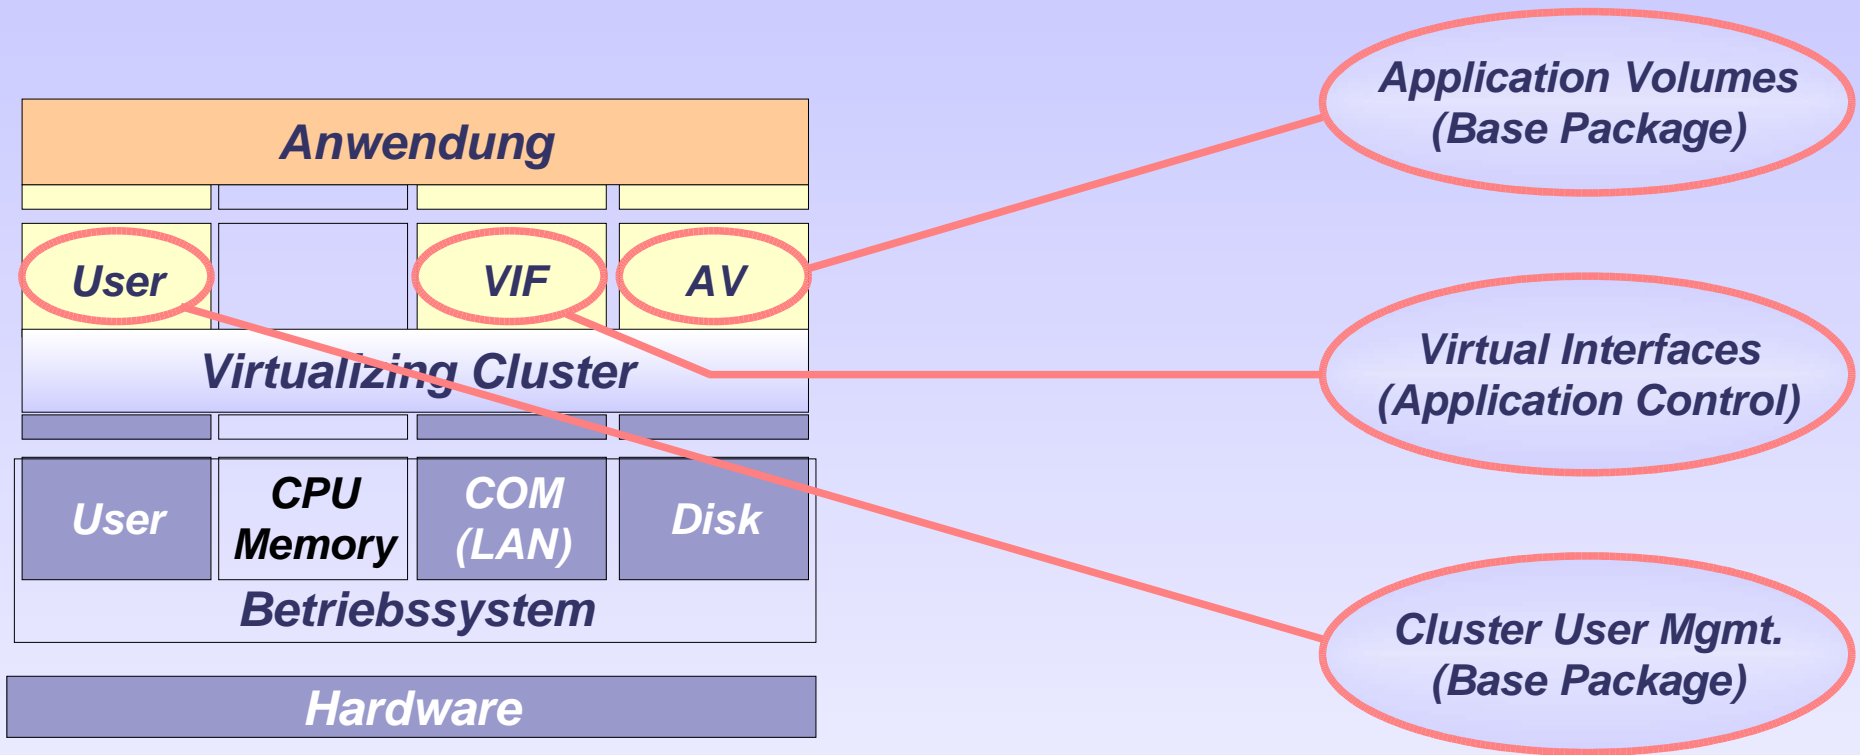 Anwendung
User
VIF
AV
Virtualizing Cluster
User
CPU
Memory
COM
(LAN)
Disk
Betriebssystem
Hardware
Application Volumes
(Base Package)
Virtual Interfaces
(Application Control)
Cluster User Mgmt.
(Base Package)